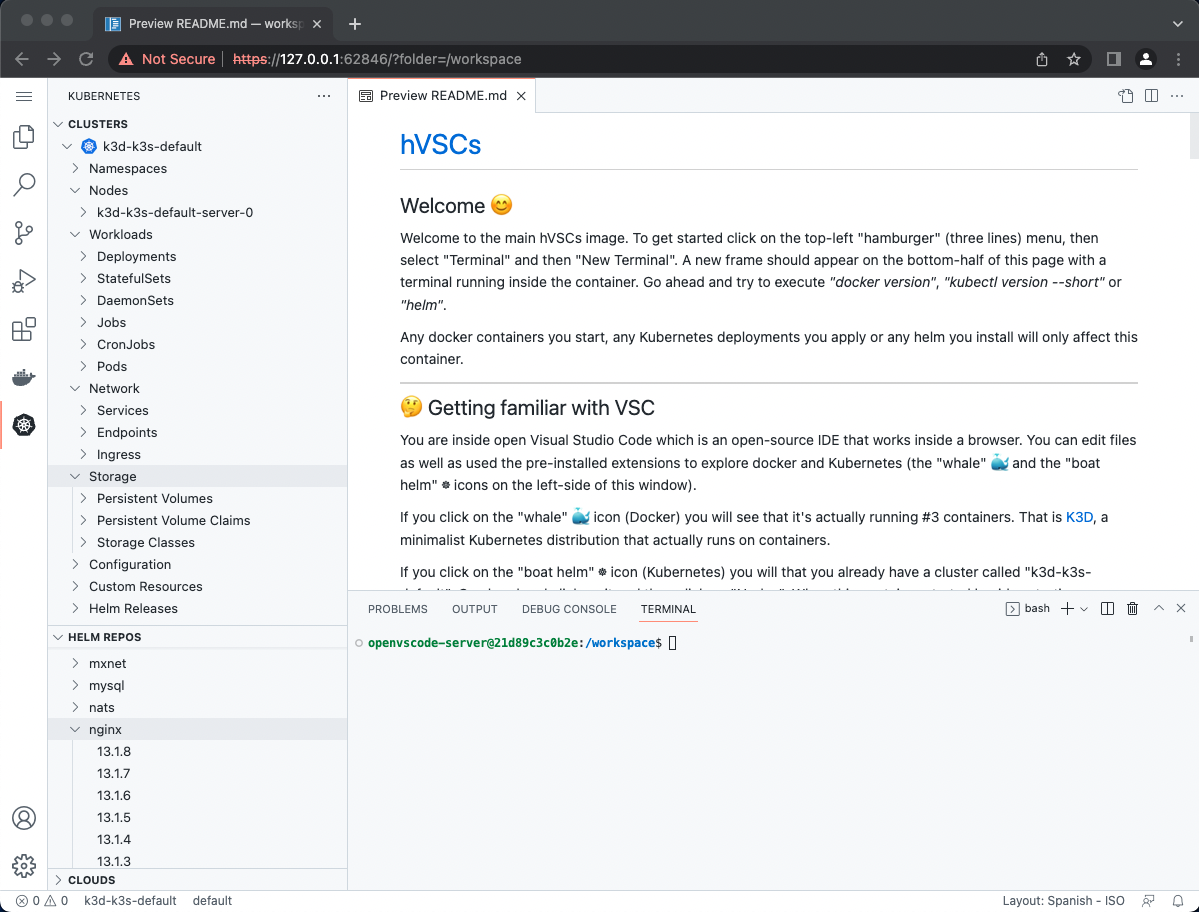 Preview README.md — worksp
Not Secure https://127.0.0.1:62846/?folder=/workspace
KUBERNETES
CLUSTERS
k3d-k3s-default
Namespaces
Nodes
k3d-k3s-default-server-0
Workloads
Deployments
StatefulSets
DaemonSets
Jobs
CronJobs
Pods
Network
Services
Endpoints
Ingress
Storage
Persistent Volumes
Persistent Volume Claims
Storage Classes
Configuration
Custom Resources
Helm Releases
HELM REPOS
mxnet
mysql
nats
nginx
13.1.8
13.1.7
13.1.6
13.1.5
13.1.4
13.1.3
CLOUDS
Preview README.md
hVSCs
Welcome 😊
Welcome to the main hVSCs image. To get started click on the top-left "hamburger" (three lines) menu, then
select "Terminal" and then "New Terminal". A new frame should appear on the bottom-half of this page with a
terminal running inside the container. Go ahead and try to execute "docker version", "kubectl version --short" or
"helm".
Any docker containers you start, any Kubernetes deployments you apply or any helm you install will only affect this
container.
🤔 Getting familiar with VSC
You are inside open Visual Studio Code which is an open-source IDE that works inside a browser. You can edit files
as well as used the pre-installed extensions to explore docker and Kubernetes (the "whale" 🐳 and the "boat
helm" ⎈ icons on the left-side of this window).
If you click on the "whale" 🐳 icon (Docker) you will see that it's actually running #3 containers. That is K3D, a
minimalist Kubernetes distribution that actually runs on containers.
If you click on the "boat helm" ⎈ icon (Kubernetes) you will that you already have a cluster called "k3d-k3s-
PROBLEMS OUTPUT DEBUG CONSOLE TERMINAL bash
openvscode-server@21d89c3c0b2e:/workspace$
0 0 k3d-k3s-default default Layout: Spanish - ISO